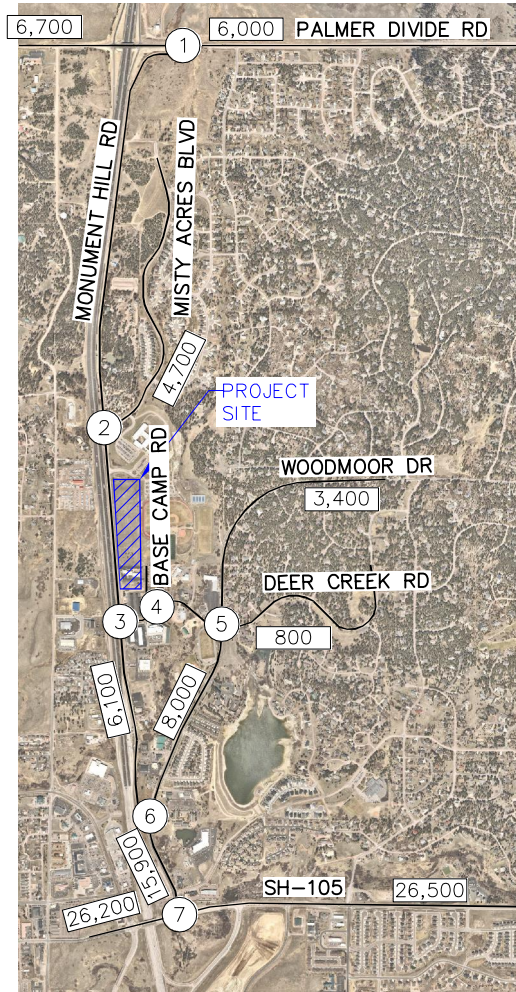 6,700
1
6,000
PALMER DIVIDE RD
MONUMENT HILL RD
MISTY ACRES BLVD
4,700
PROJECT
SITE
2
BASE CAMP RD
WOODMOOR DR
3,400
DEER CREEK RD
3
4
5
800
6,100
8,000
6
15,900
SH-105
26,500
26,200
7